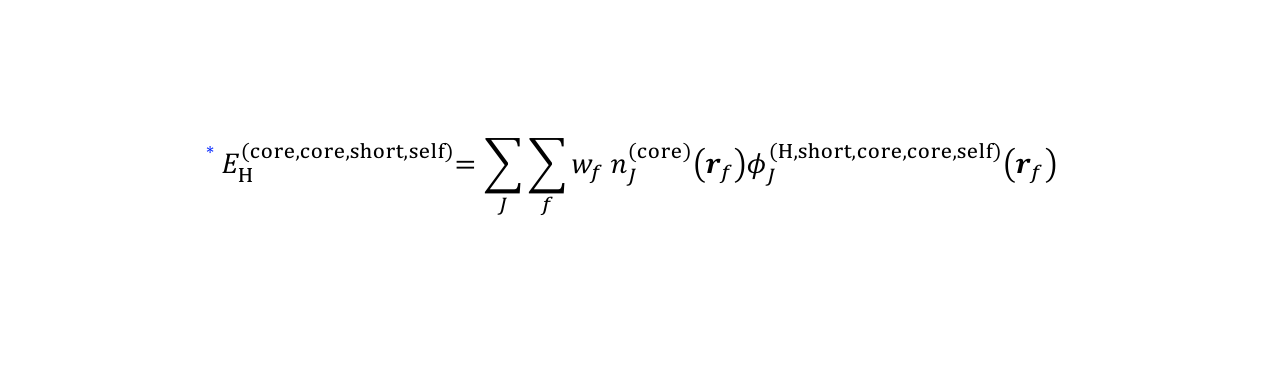 * E_H^(core,core,short,self) = ∑_J ∑_f w_f n_J^(core)(r_f)ϕ_J^(H,short,core,core,self)(r_f)